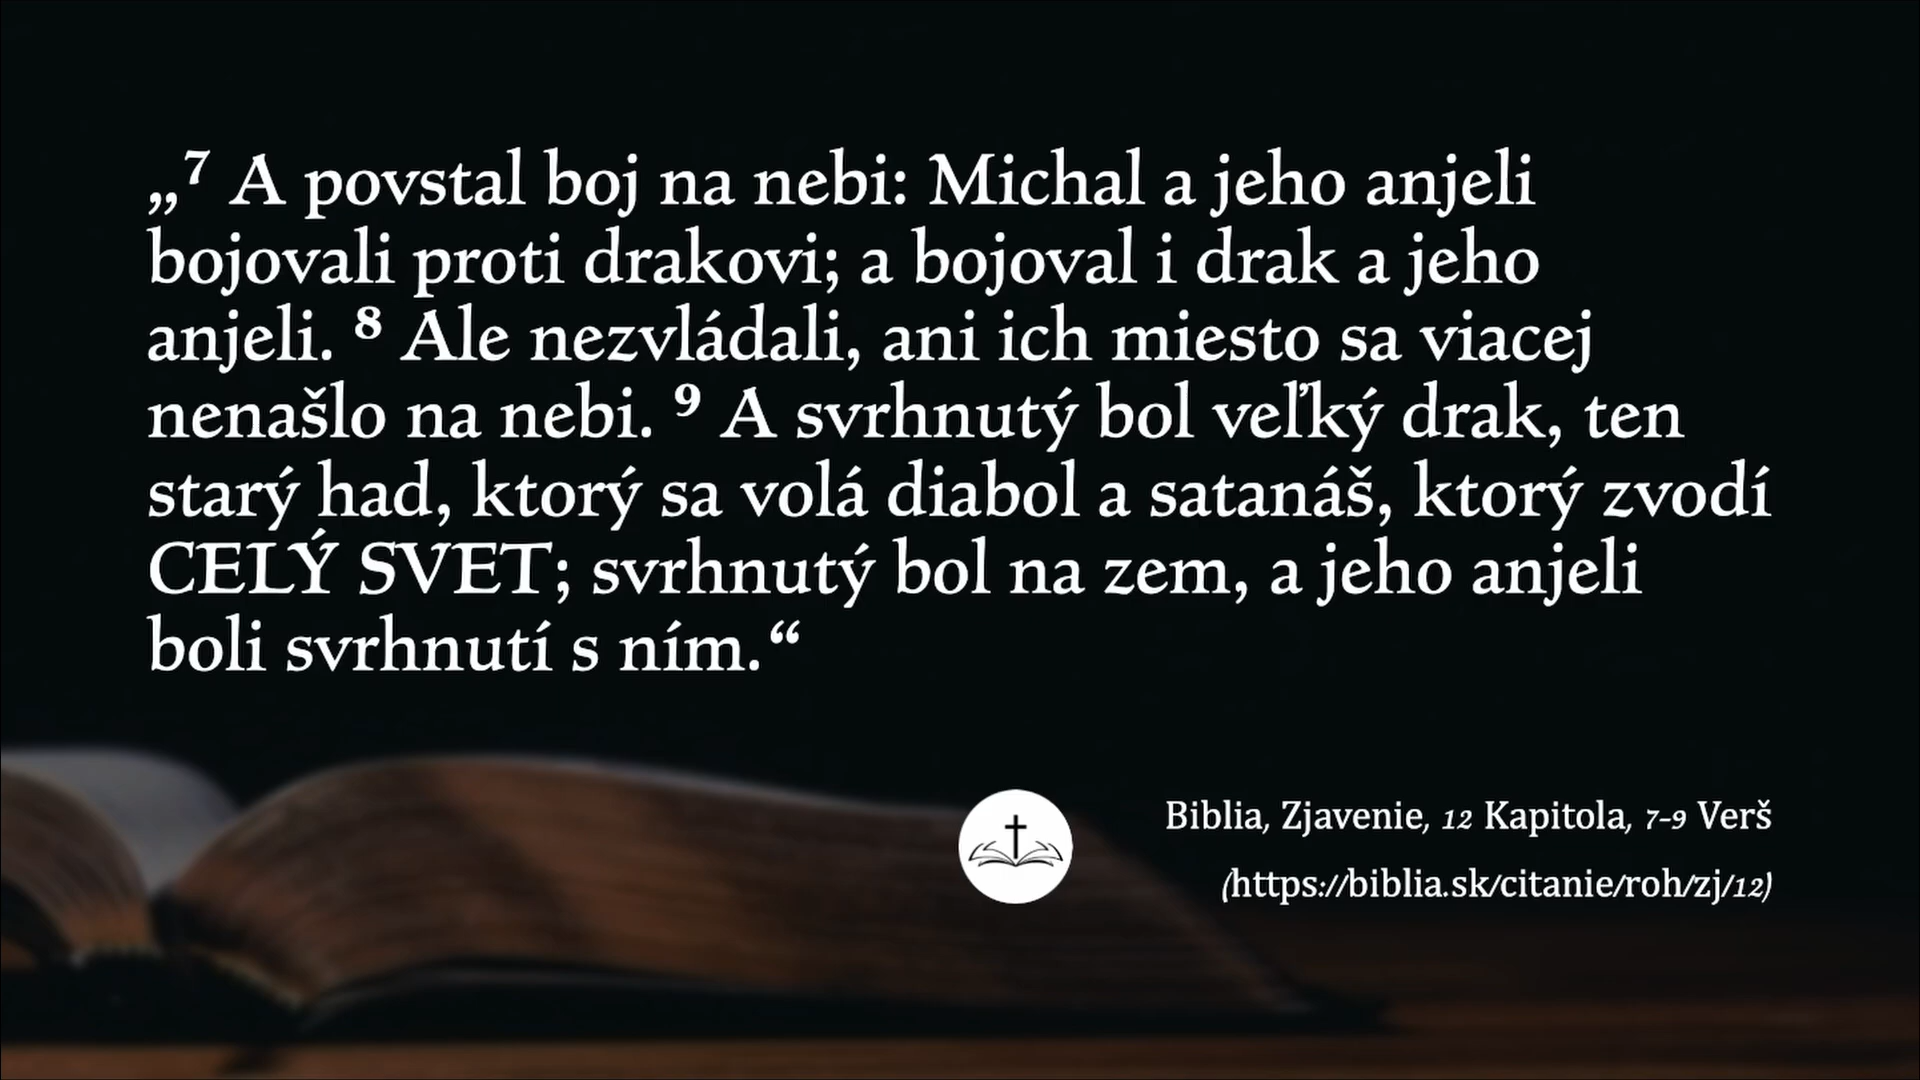 „⁷ A povstal boj na nebi: Michal a jeho anjeli
bojovali proti drakovi; a bojoval i drak a jeho
anjeli. ⁸ Ale nezvládali, ani ich miesto sa viacej
nenašlo na nebi. ⁹ A svrhnutý bol veľký drak, ten
starý had, ktorý sa volá diabol a satanáš, ktorý zvodí
CELÝ SVET; svrhnutý bol na zem, a jeho anjeli
boli svrhnutí s ním.“
Biblia, Zjavenie, 12 Kapitola, 7-9 Verš
(https://biblia.sk/citanie/roh/zj/12)